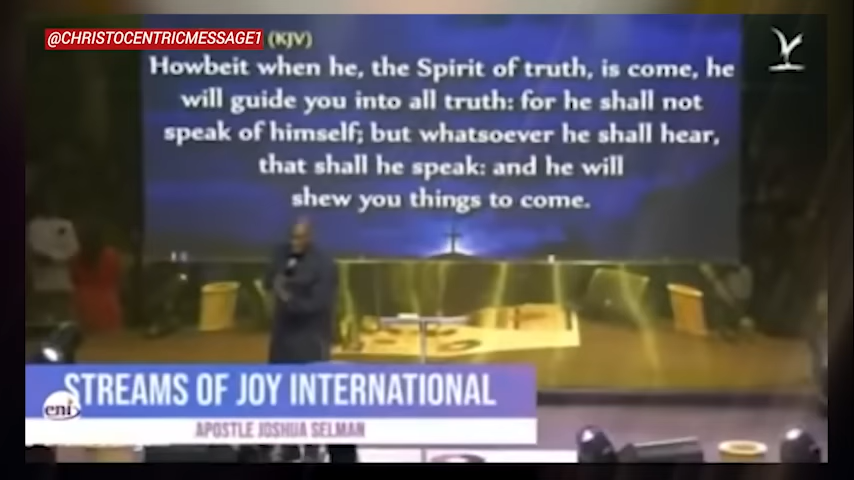 @CHRISTOCENTRICMESSAGE1
(KJV)
Howbeit when he, the Spirit of truth, is come, he
will guide you into all truth: for he shall not
speak of himself; but whatsoever he shall hear,
that shall he speak: and he will
shew you things to come.
STREAMS OF JOY INTERNATIONAL
eni
APOSTLE JOSHUA SELMAN